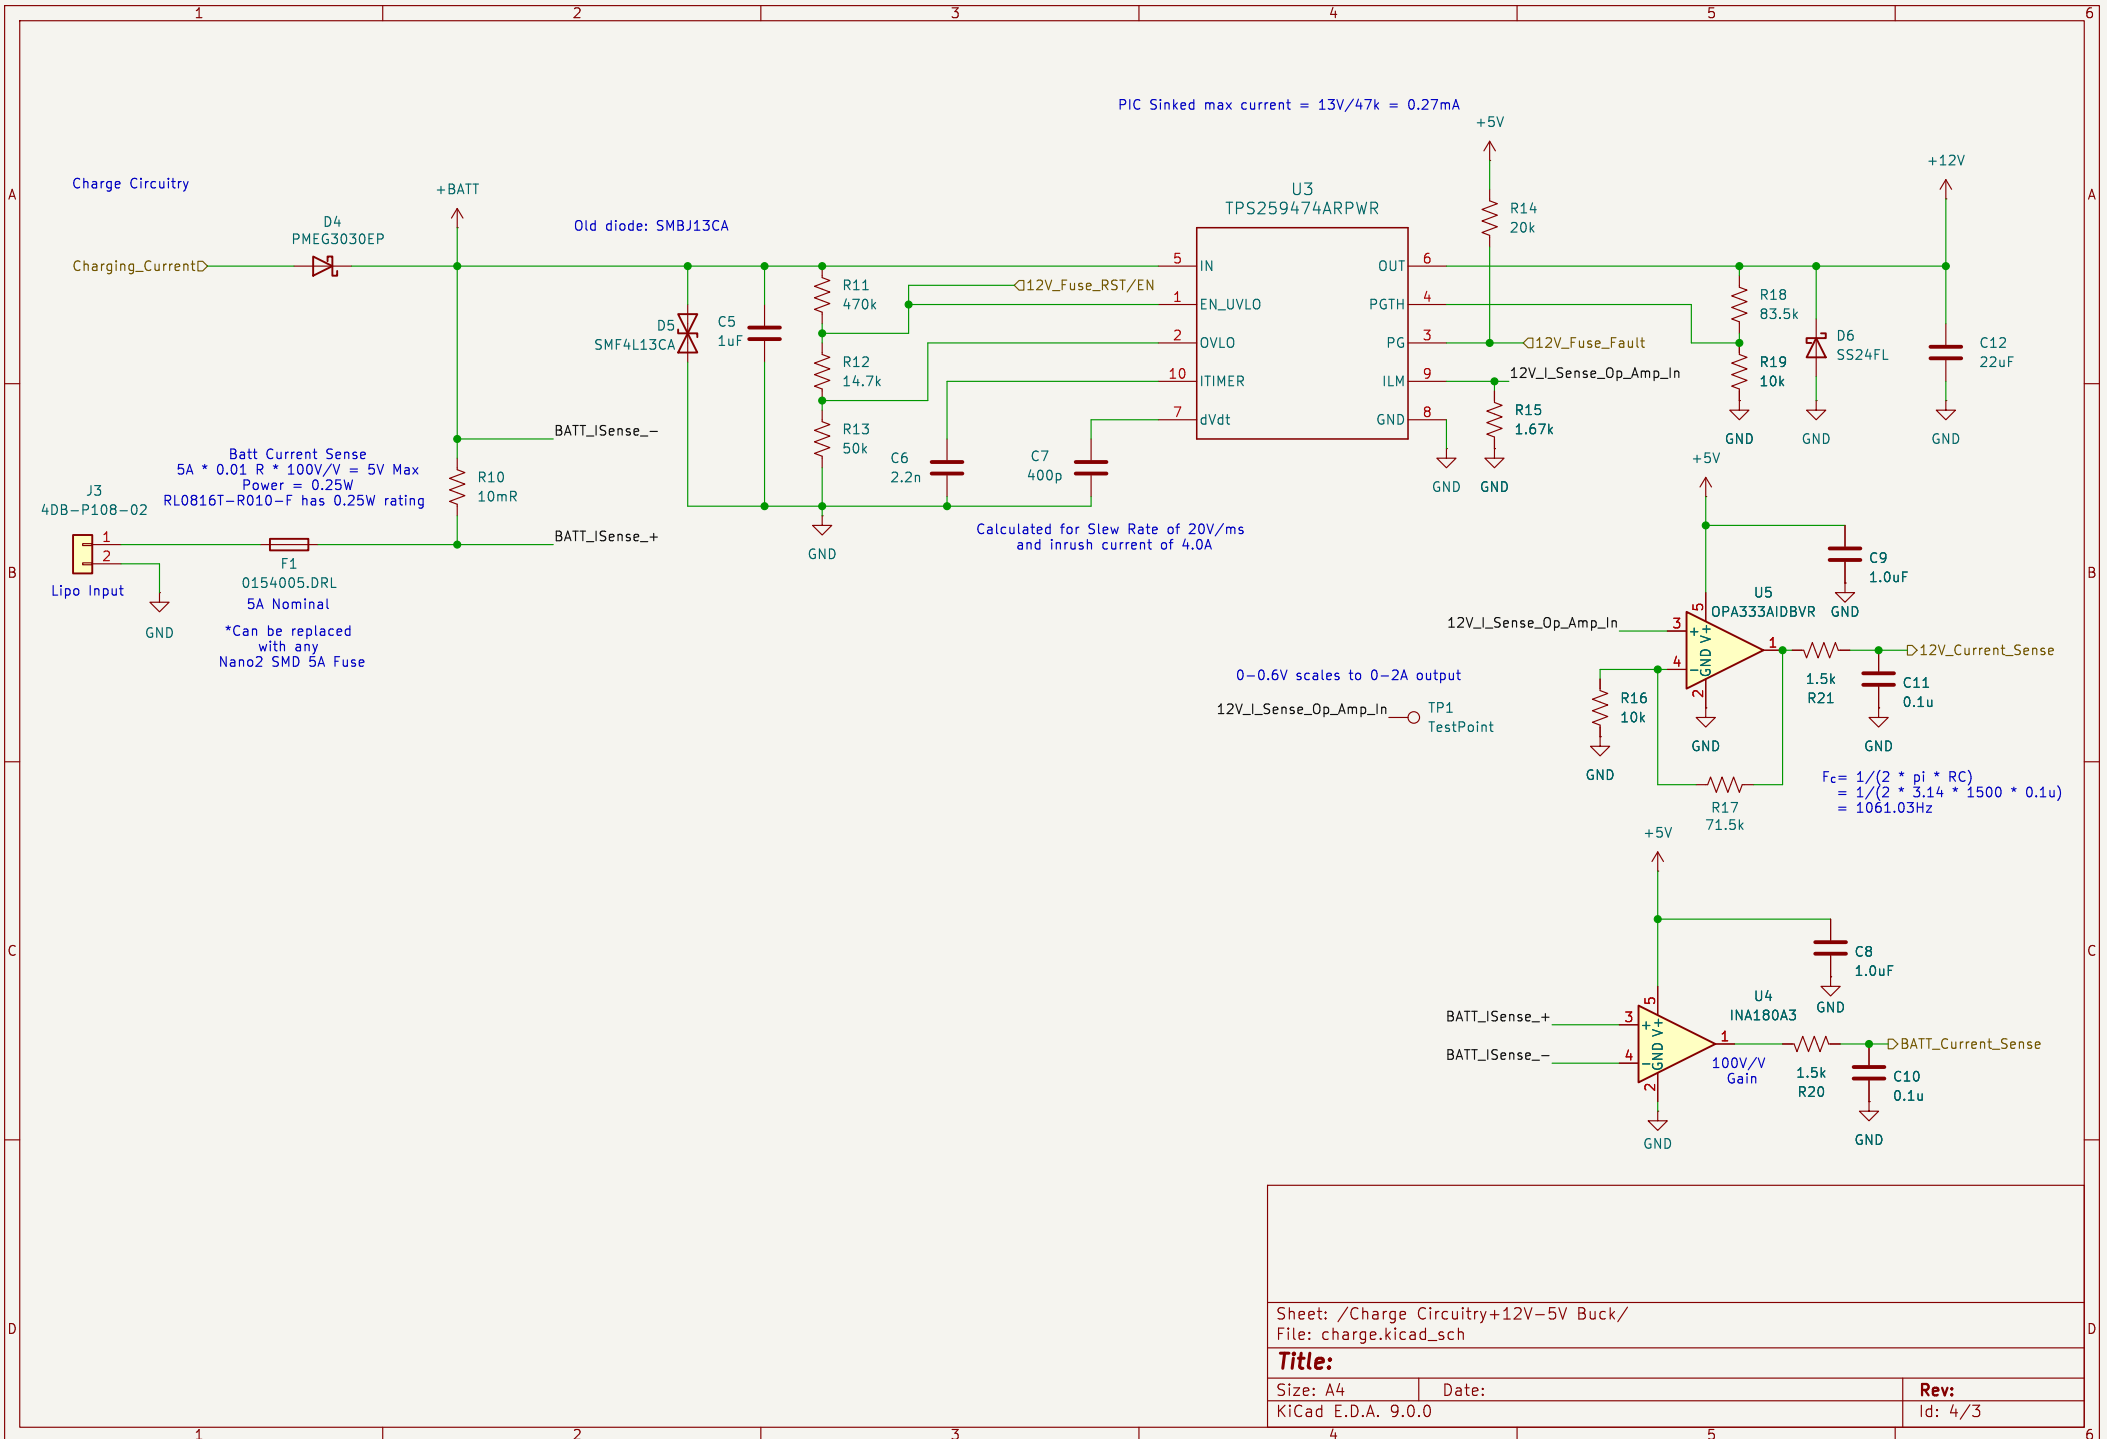 1 2 3 4 5 6
A
B
C
D
A
B
C
D
1 2 3 4 5 6
PIC Sinked max current = 13V/47k = 0.27mA
Charge Circuitry
D4
PMEG3030EP
Charging_Current
+BATT
Old diode: SMBJ13CA
D5
SMF4L13CA
C5
1uF
R11
470k
R12
14.7k
R13
50k
GND
12V_Fuse_RST/EN
C6
2.2n
C7
400p
Calculated for Slew Rate of 20V/ms
and inrush current of 4.0A
U3
TPS259474ARPWR
5 IN
1 EN_UVLO
2 OVLO
10 ITIMER
7 dVdt
OUT 6
PGTH 4
PG 3
ILM 9
GND 8
GND
+5V
R14
20k
12V_Fuse_Fault
12V_I_Sense_Op_Amp_In
R15
1.67k
GND
R18
83.5k
R19
10k
GND
D6
SS24FL
GND
+12V
C12
22uF
GND
BATT_ISense_-
R10
10mR
BATT_ISense_+
Batt Current Sense
5A * 0.01 R * 100V/V = 5V Max
Power = 0.25W
RL0816T-R010-F has 0.25W rating
J3
4DB-P108-02
1
2
Lipo Input
GND
F1
0154005.DRL
5A Nominal
*Can be replaced
with any
Nano2 SMD 5A Fuse
+5V
C9
1.0uF
GND
U5
OPA333AIDBVR
12V_I_Sense_Op_Amp_In
3 +
4 -
5 V+
GND 2
1
GND
R16
10k
GND
R17
71.5k
1.5k
R21
12V_Current_Sense
C11
0.1u
GND
0-0.6V scales to 0-2A output
12V_I_Sense_Op_Amp_In
TP1
TestPoint
Fc= 1/(2 * pi * RC)
= 1/(2 * 3.14 * 1500 * 0.1u)
= 1061.03Hz
+5V
C8
1.0uF
GND
U4
INA180A3
BATT_ISense_+
BATT_ISense_-
3 +
4 -
5 V+
GND 2
1
GND
100V/V
Gain
1.5k
R20
BATT_Current_Sense
C10
0.1u
GND
Sheet: /Charge Circuitry+12V-5V Buck/
File: charge.kicad_sch
Title:
Size: A4
Date:
Rev:
KiCad E.D.A. 9.0.0
Id: 4/3